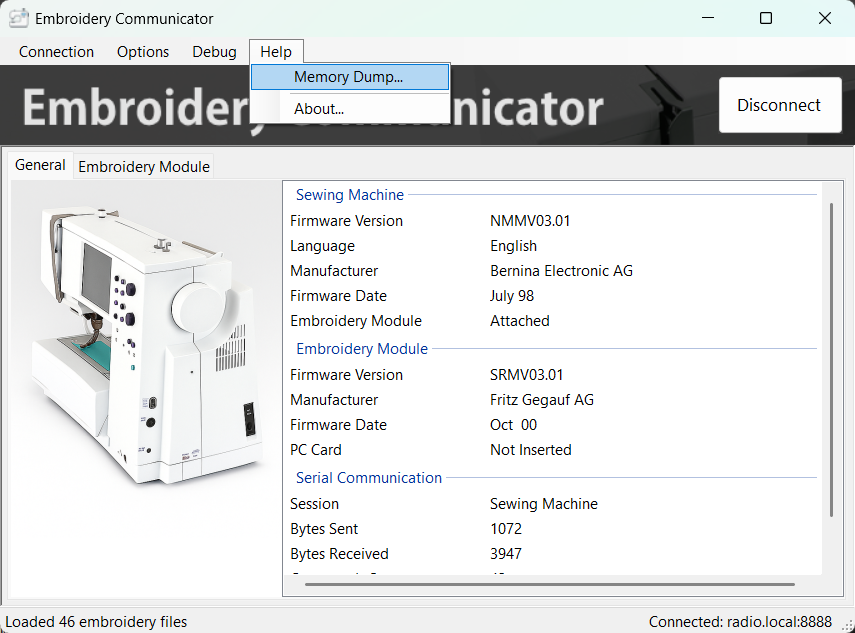 Embroidery Communicator
Connection Options Debug Help
Memory Dump...
About...
Disconnect
General Embroidery Module
Sewing Machine
Firmware Version NMMV03.01
Language English
Manufacturer Bernina Electronic AG
Firmware Date July 98
Embroidery Module Attached
Embroidery Module
Firmware Version SRMV03.01
Manufacturer Fritz Gegauf AG
Firmware Date Oct  00
PC Card Not Inserted
Serial Communication
Session Sewing Machine
Bytes Sent 1072
Bytes Received 3947
Loaded 46 embroidery files
Connected: radio.local:8888